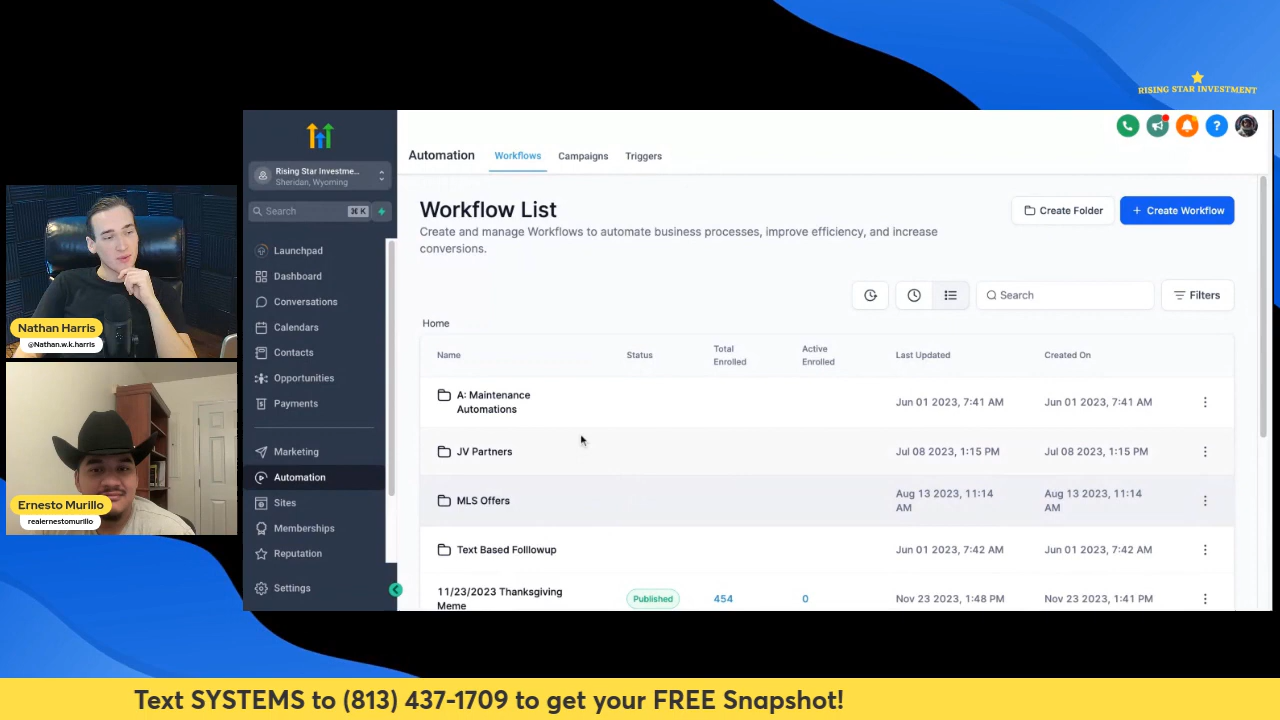 RISING STAR INVESTMENT
Rising Star Investme...
Sheridan, Wyoming
Search ⌘ K
Launchpad
Dashboard
Conversations
Calendars
Contacts
Opportunities
Payments
Marketing
Automation
Sites
Memberships
Reputation
Settings
Automation Workflows Campaigns Triggers
?
Workflow List
Create Folder + Create Workflow
Create and manage Workflows to automate business processes, improve efficiency, and increase
conversions.
Search Filters
Home
Name Status Total Enrolled Active Enrolled Last Updated Created On
A: Maintenance
Automations
Jun 01 2023, 7:41 AM Jun 01 2023, 7:41 AM
JV Partners Jul 08 2023, 1:15 PM Jul 08 2023, 1:15 PM
MLS Offers Aug 13 2023, 11:14 AM Aug 13 2023, 11:14 AM
Text Based Folllowup Jun 01 2023, 7:42 AM Jun 01 2023, 7:42 AM
11/23/2023 Thanksgiving
Meme
Published 454 0 Nov 23 2023, 1:48 PM Nov 23 2023, 1:41 PM
Nathan Harris
@Nathan.w.k.harris
Ernesto Murillo
realernestomurillo
Text SYSTEMS to (813) 437-1709 to get your FREE Snapshot!